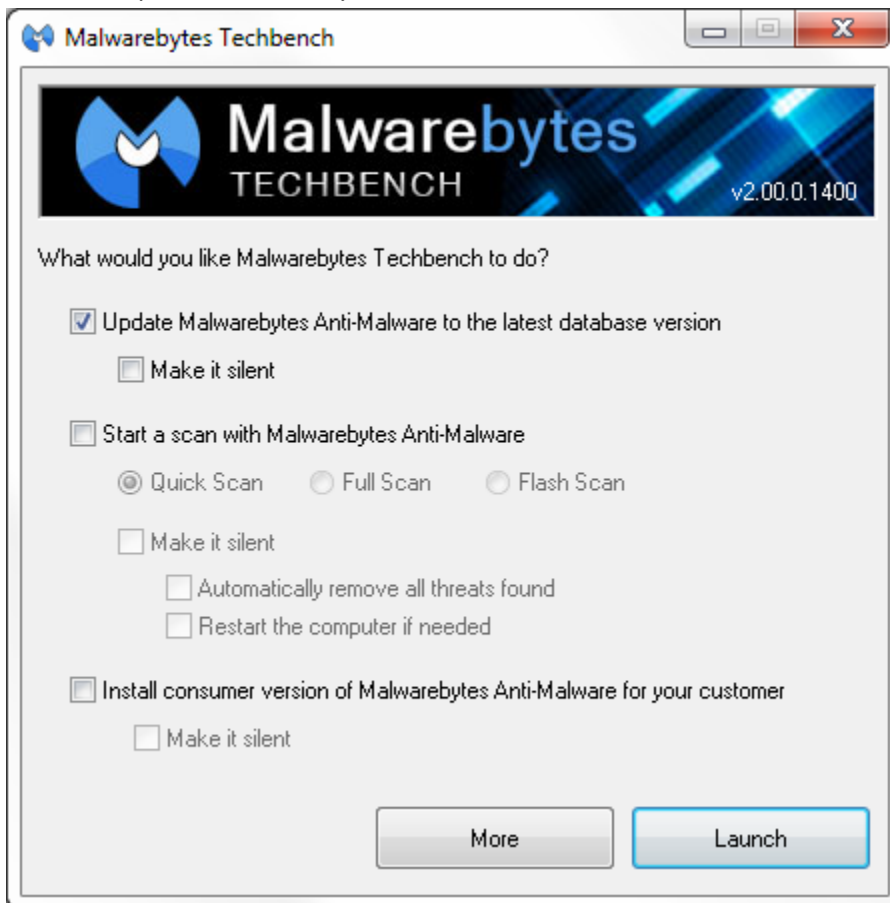 Malwarebytes Techbench
Malwarebytes
TECHBENCH
v2.00.0.1400
What would you like Malwarebytes Techbench to do?
Update Malwarebytes Anti-Malware to the latest database version
Make it silent
Start a scan with Malwarebytes Anti-Malware
Quick Scan Full Scan Flash Scan
Make it silent
Automatically remove all threats found
Restart the computer if needed
Install consumer version of Malwarebytes Anti-Malware for your customer
Make it silent
More Launch